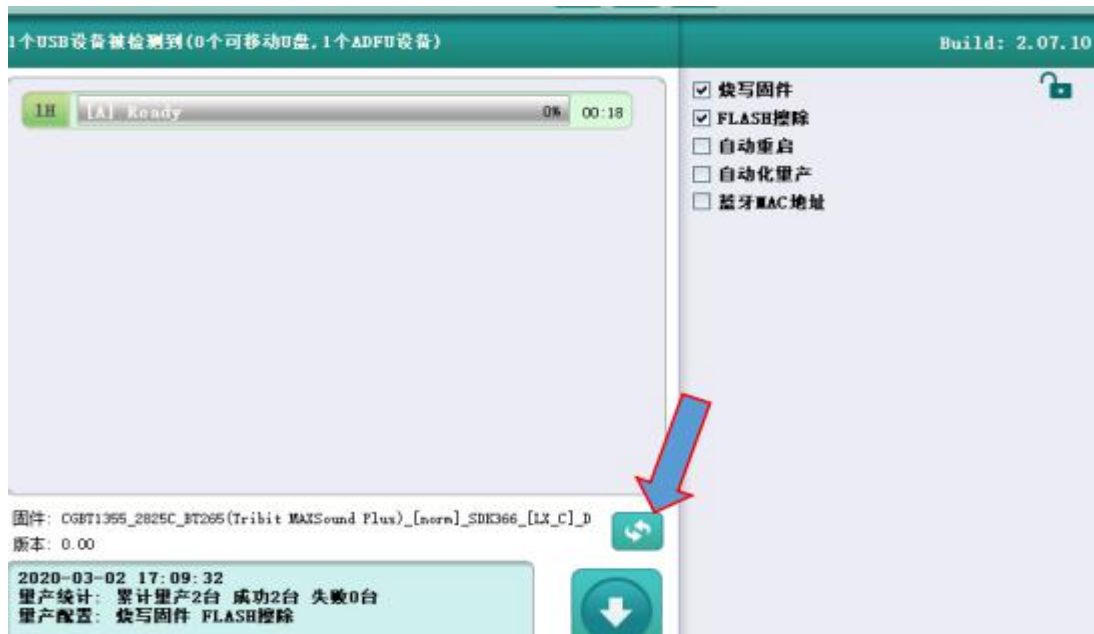 1个USB设备被检测到(0个可移动U盘,1个ADFU设备)
Build: 2.07.10
1H [A] Ready 0% 00:18
烧写固件
FLASH擦除
自动重启
自动化量产
蓝牙MAC地址
固件: CGBT1355_2825C_BT265(Tribit MAXSound Plus)_[norm]_SDK366_[LX_C]_D
版本: 0.00
2020-03-02 17:09:32
量产统计: 累计量产2台 成功2台 失败0台
量产配置: 烧写固件 FLASH擦除